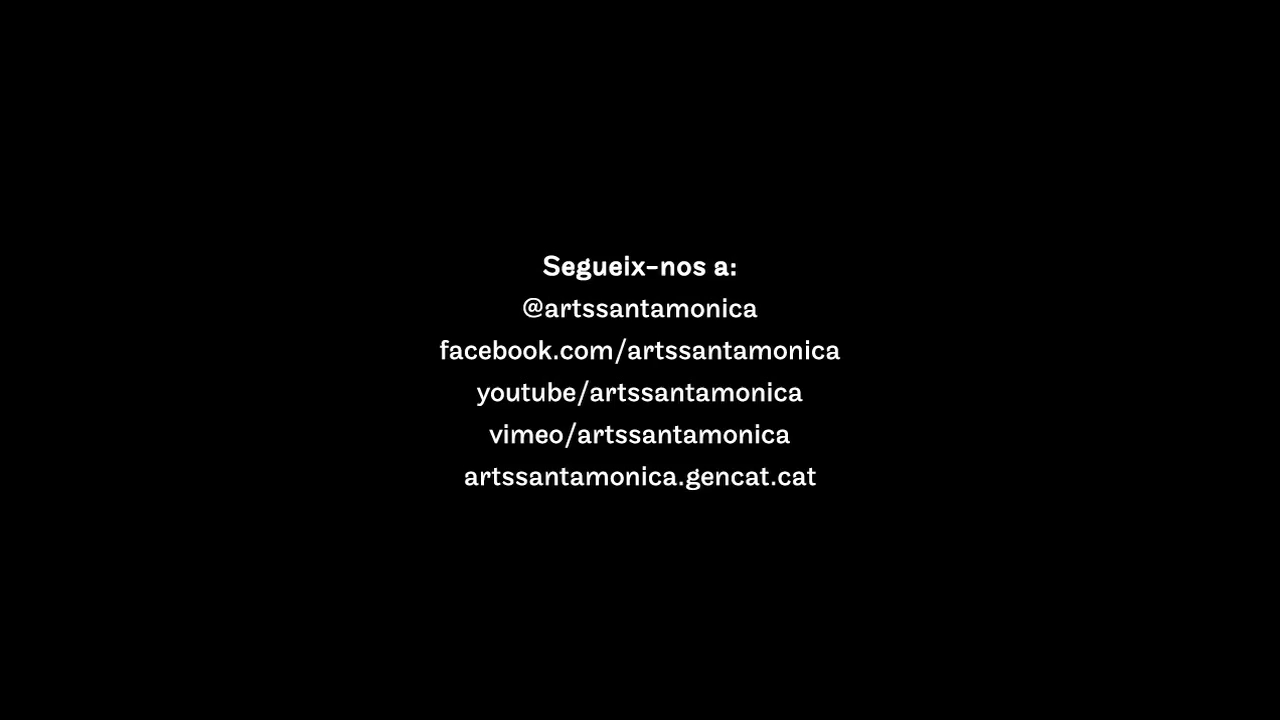 Segueix-nos a:
@artssantamonica
facebook.com/artssantamonica
youtube/artssantamonica
vimeo/artssantamonica
artssantamonica.gencat.cat